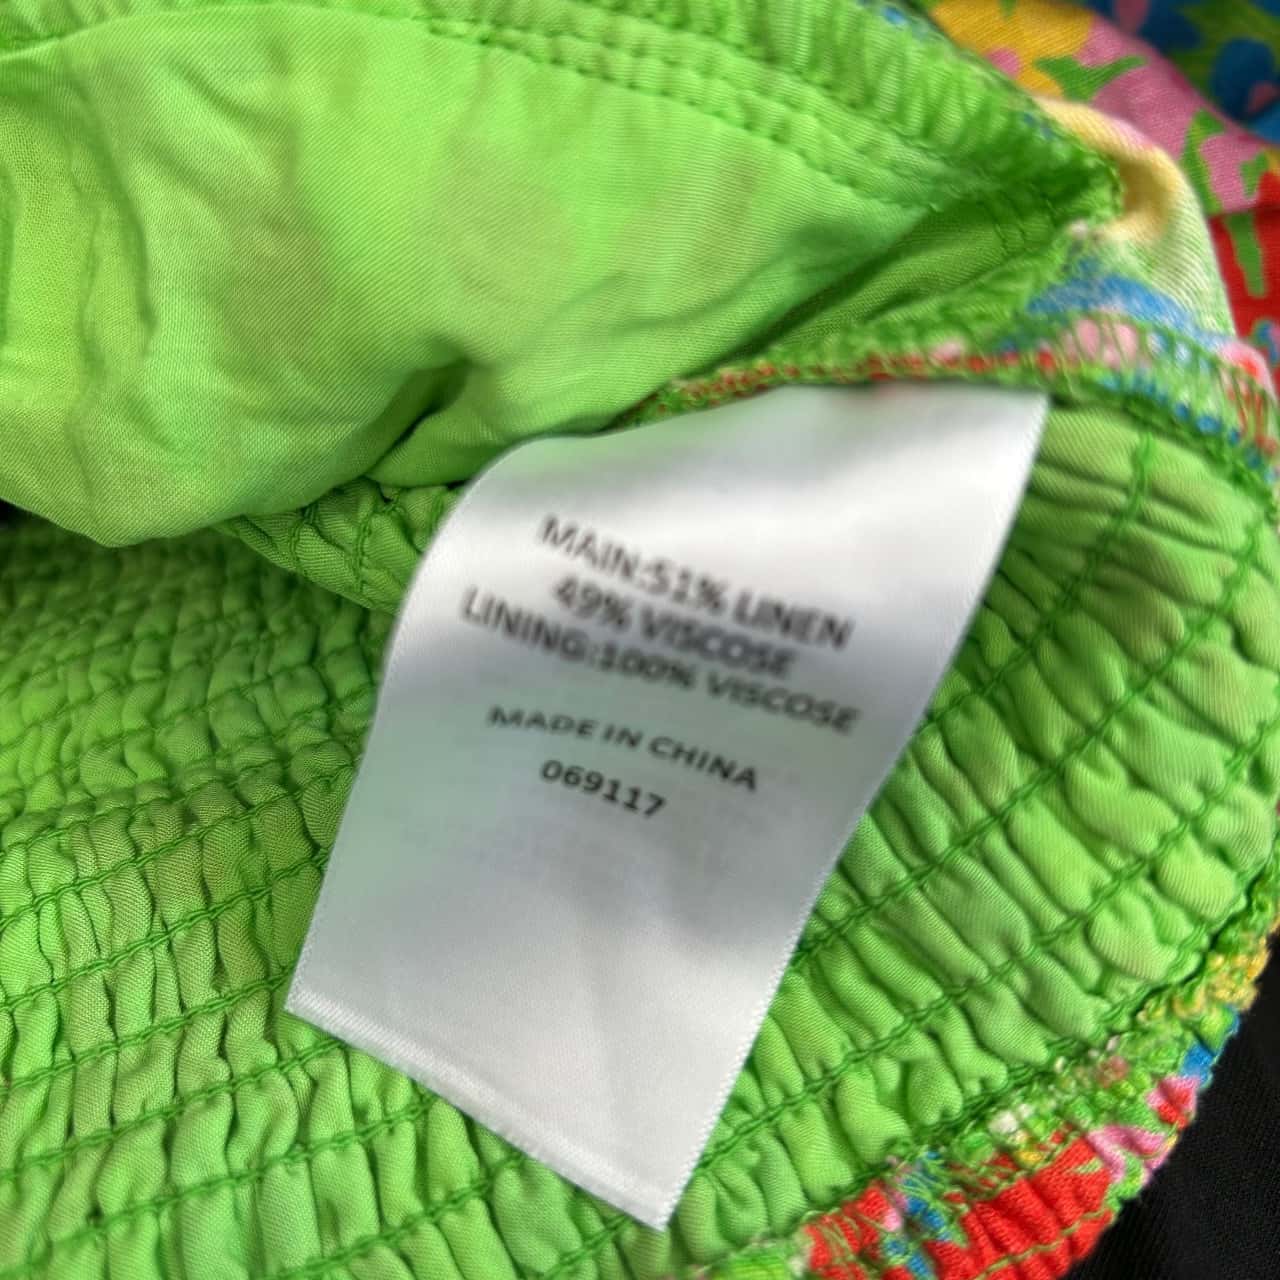 MAIN:51% LINEN
49% VISCOSE
LINING:100% VISCOSE
MADE IN CHINA
069117